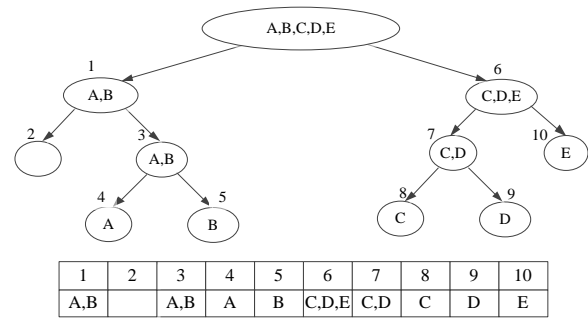 A,B,C,D,E
1
6
A,B
C,D,E
2
3
7
10
A,B
C,D
E
4
5
8
9
A
B
C
D
1 2 3 4 5 6 7 8 9 10
A,B A,B A B C,D,E C,D C D E